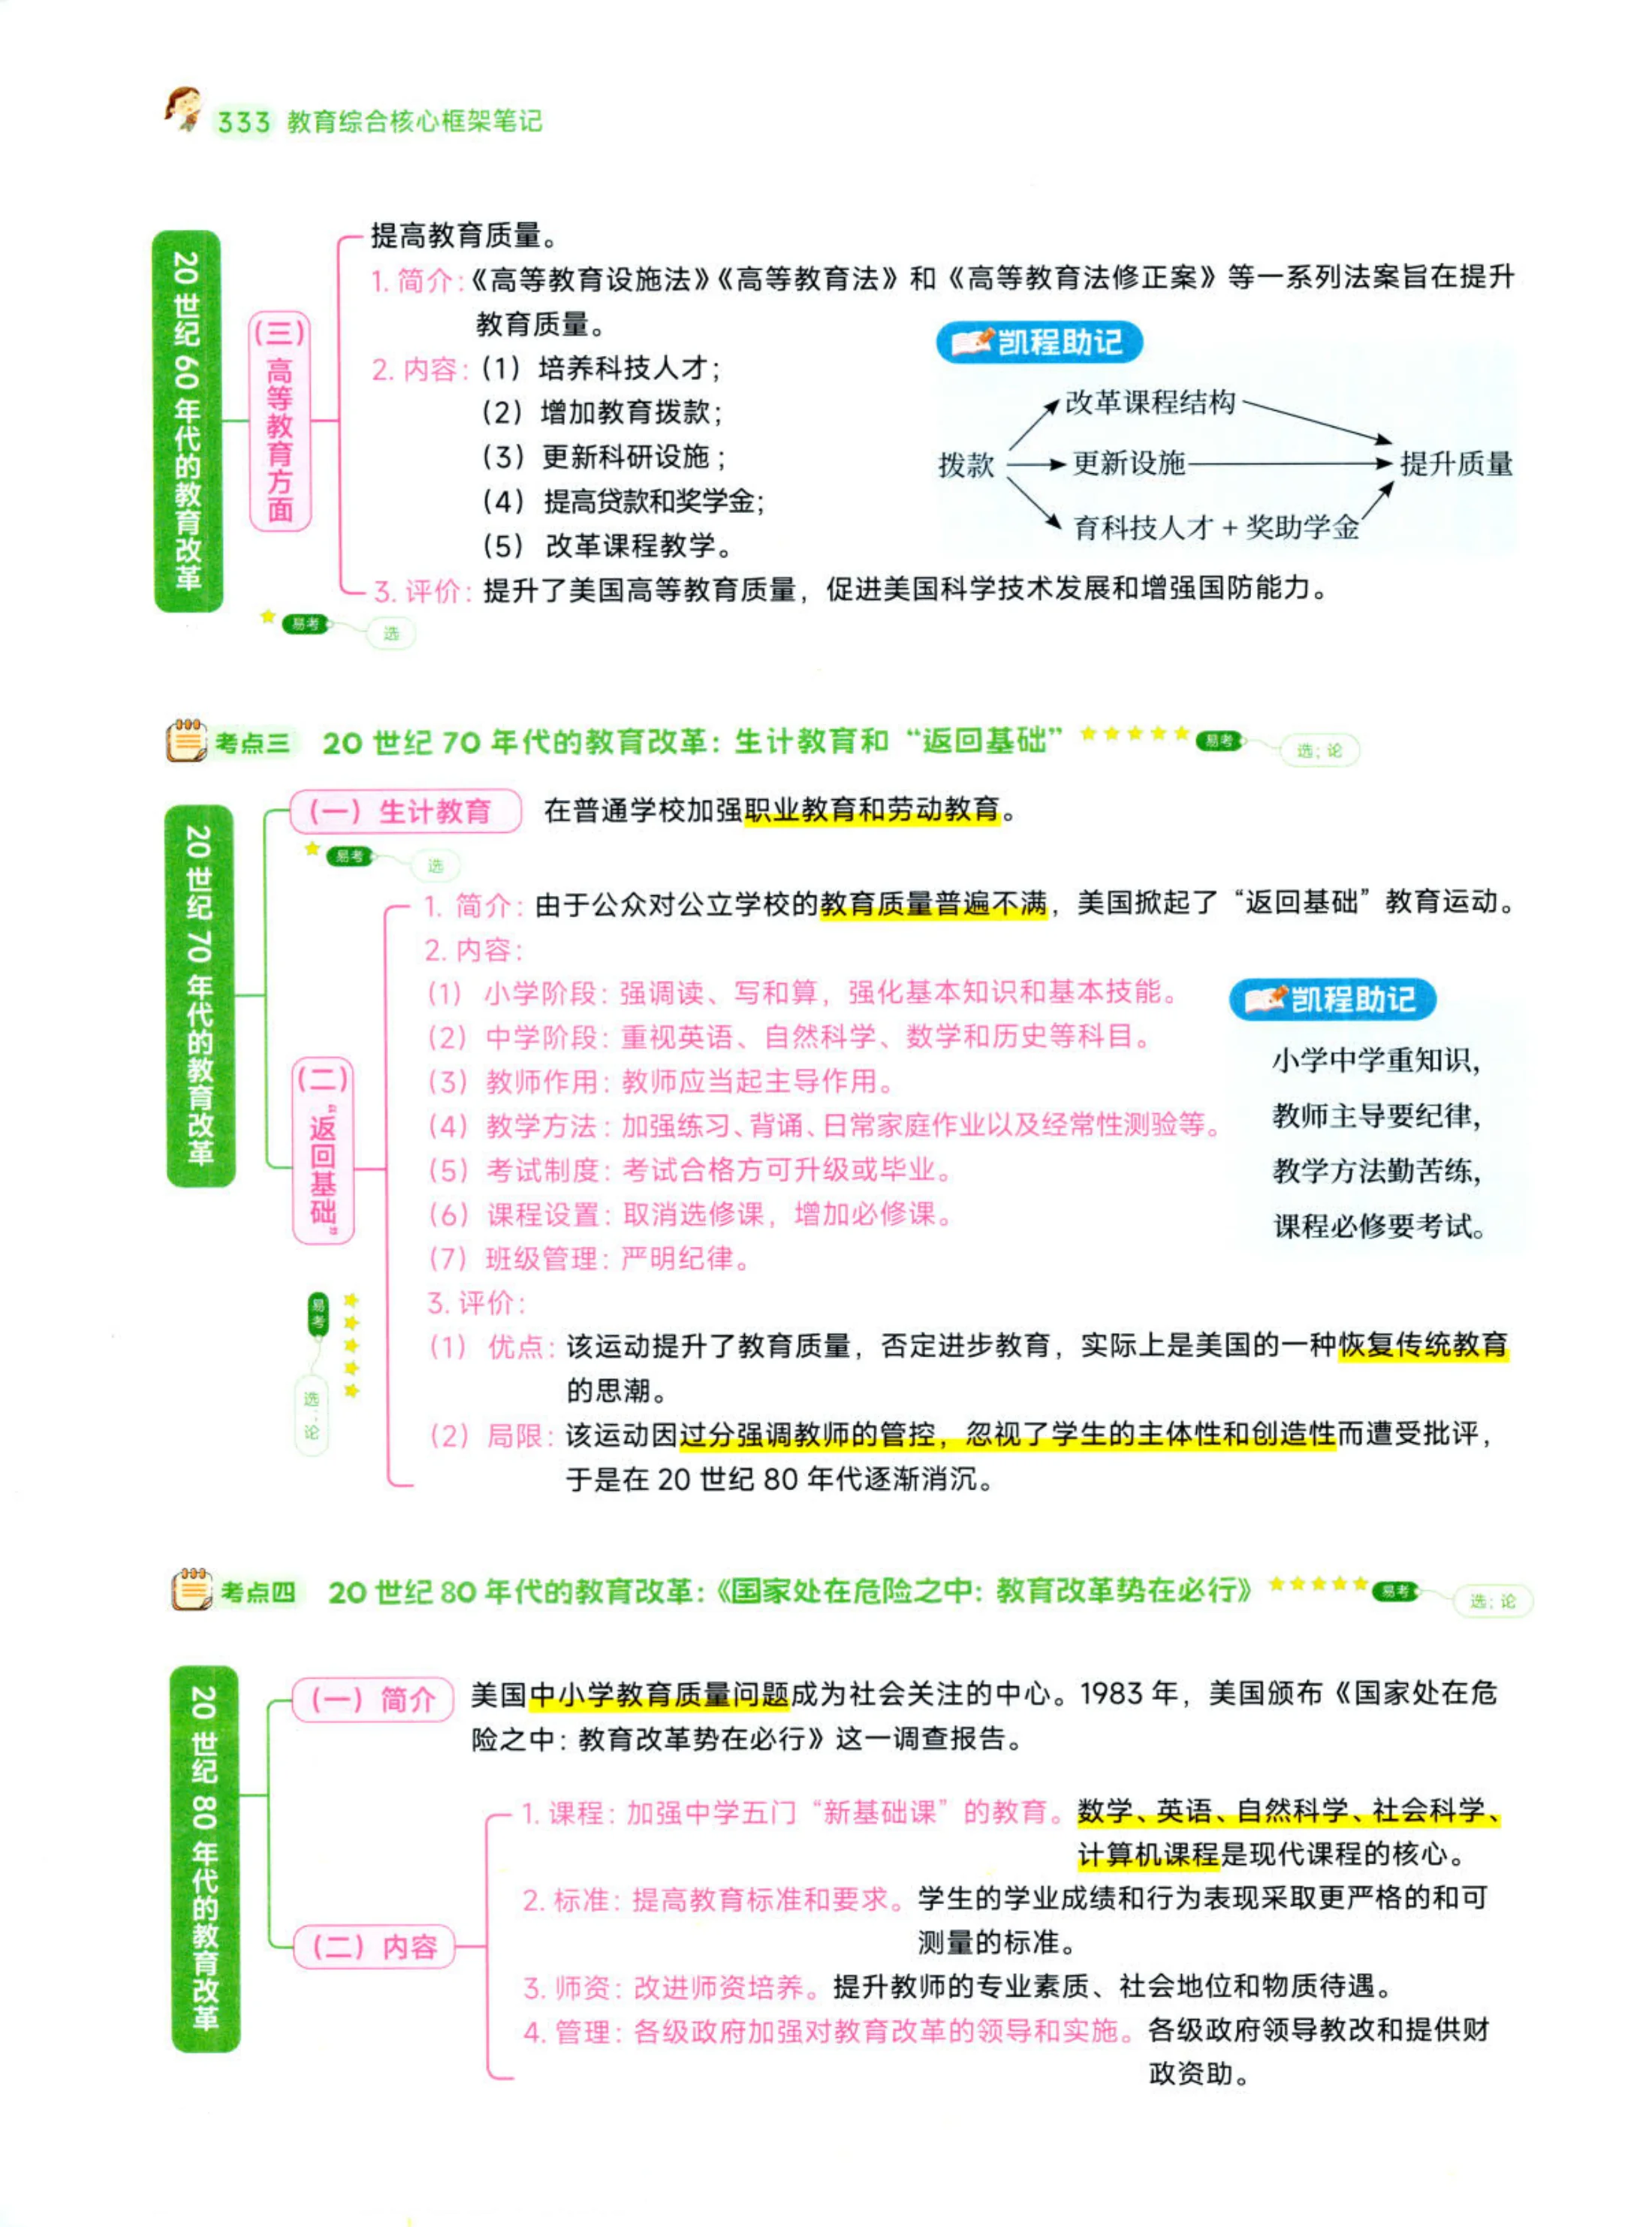 333 教育综合核心框架笔记
20世纪60年代的教育改革
(三)高等教育方面
提高教育质量。
1. 简介：《高等教育设施法》《高等教育法》和《高等教育法修正案》等一系列法案旨在提升
教育质量。
2. 内容：(1) 培养科技人才；
(2) 增加教育拨款；
(3) 更新科研设施；
(4) 提高贷款和奖学金；
(5) 改革课程教学。
凯程助记
改革课程结构
拨款 更新设施 提升质量
育科技人才＋奖助学金
3. 评价：提升了美国高等教育质量，促进美国科学技术发展和增强国防能力。
易考 选
考点三 20世纪70年代的教育改革：生计教育和“返回基础” 易考 选；论
20世纪70年代的教育改革
(一) 生计教育 在普通学校加强职业教育和劳动教育。
易考 选
(二)“返回基础”
易考 选；论
1. 简介：由于公众对公立学校的教育质量普遍不满，美国掀起了“返回基础”教育运动。
2. 内容：
(1) 小学阶段：强调读、写和算，强化基本知识和基本技能。
(2) 中学阶段：重视英语、自然科学、数学和历史等科目。
(3) 教师作用：教师应当起主导作用。
(4) 教学方法：加强练习、背诵、日常家庭作业以及经常性测验等。
(5) 考试制度：考试合格方可升级或毕业。
(6) 课程设置：取消选修课，增加必修课。
(7) 班级管理：严明纪律。
凯程助记
小学中学重知识，
教师主导要纪律，
教学方法勤苦练，
课程必修要考试。
3. 评价：
(1) 优点：该运动提升了教育质量，否定进步教育，实际上是美国的一种恢复传统教育
的思潮。
(2) 局限：该运动因过分强调教师的管控，忽视了学生的主体性和创造性而遭受批评，
于是在20世纪80年代逐渐消沉。
考点四 20世纪80年代的教育改革：《国家处在危险之中：教育改革势在必行》 易考 选；论
20世纪80年代的教育改革
(一) 简介 美国中小学教育质量问题成为社会关注的中心。1983年，美国颁布《国家处在危
险之中：教育改革势在必行》这一调查报告。
(二) 内容
1. 课程：加强中学五门“新基础课”的教育。数学、英语、自然科学、社会科学、
计算机课程是现代课程的核心。
2. 标准：提高教育标准和要求。学生的学业成绩和行为表现采取更严格的和可
测量的标准。
3. 师资：改进师资培养。提升教师的专业素质、社会地位和物质待遇。
4. 管理：各级政府加强对教育改革的领导和实施。各级政府领导教改和提供财
政资助。